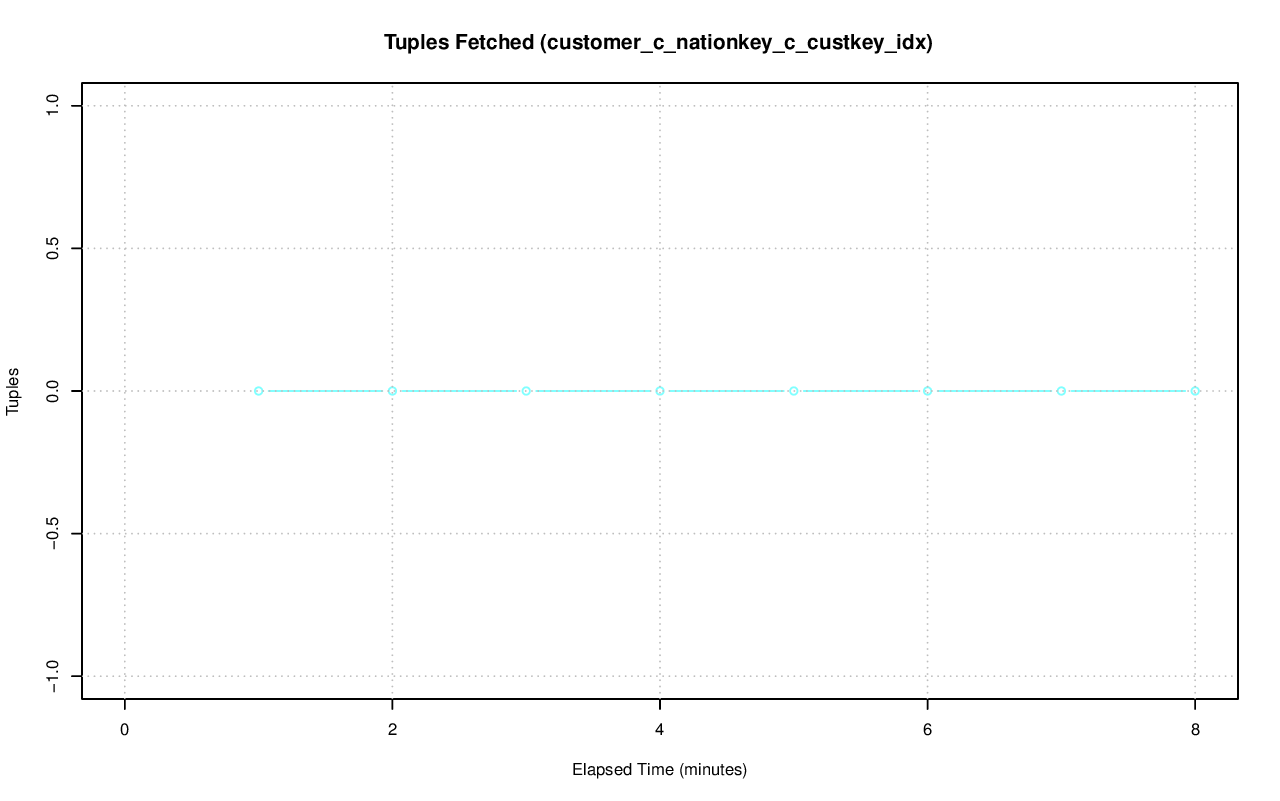 Tuples Fetched (customer_c_nationkey_c_custkey_idx)
1.0
0.5
0.0
−0.5
−1.0
Tuples
0 2 4 6 8
Elapsed Time (minutes)